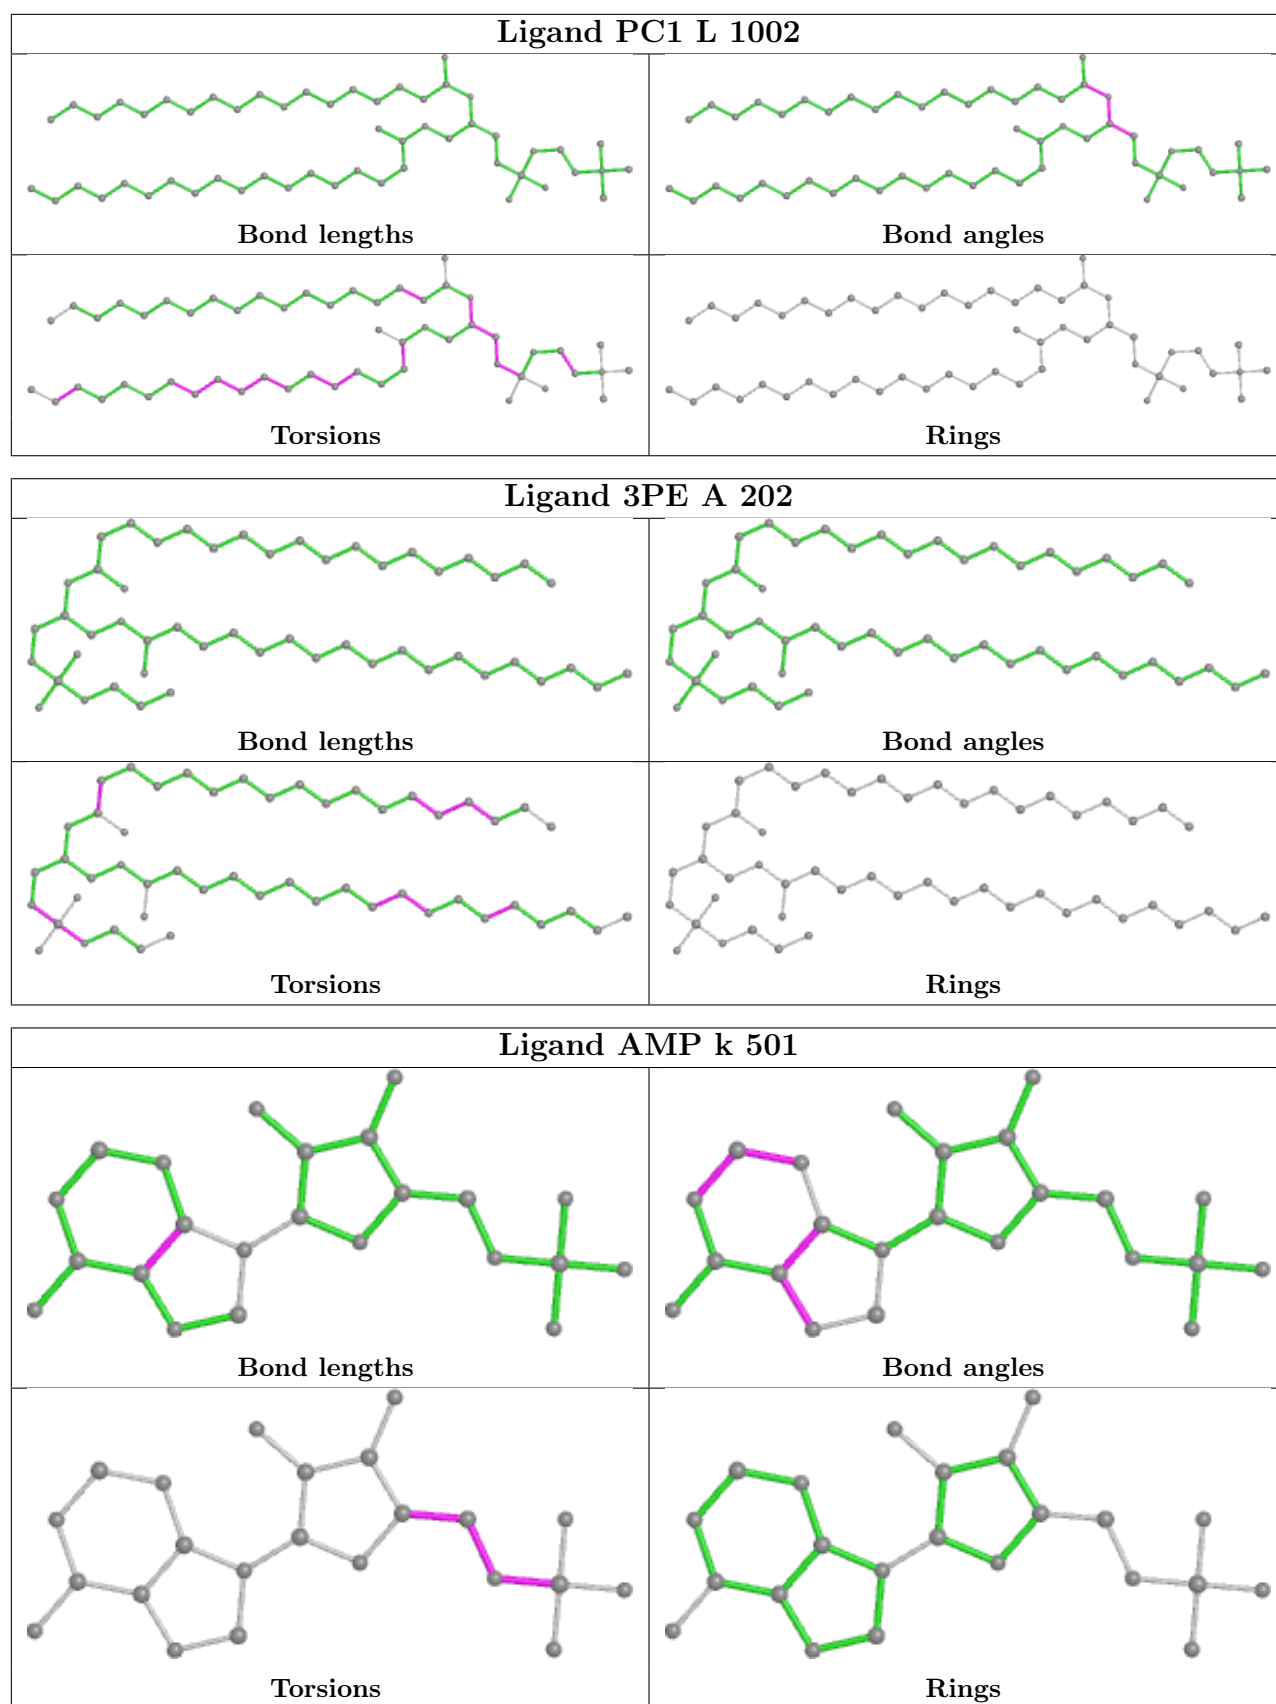 Ligand PC1 L 1002
Bond lengths
Bond angles
Torsions
Rings
Ligand 3PE A 202
Bond lengths
Bond angles
Torsions
Rings
Ligand AMP k 501
Bond lengths
Bond angles
Torsions
Rings